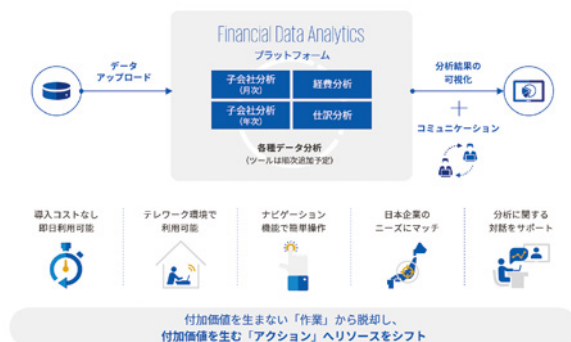 Financial Data Analytics
プラットフォーム
データ
アップロード
子会社分析
(月次)
経費分析
子会社分析
(年次)
仕訳分析
各種データ分析
(ツールは順次追加予定)
分析結果の
可視化
+
コミュニケーション
導入コストなし
即日利用可能
テレワーク環境で
利用可能
ナビゲーション
機能で簡単操作
日本企業の
ニーズにマッチ
分析に関する
対話をサポート
付加価値を生まない「作業」から脱却し、
付加価値を生む「アクション」へリソースをシフト